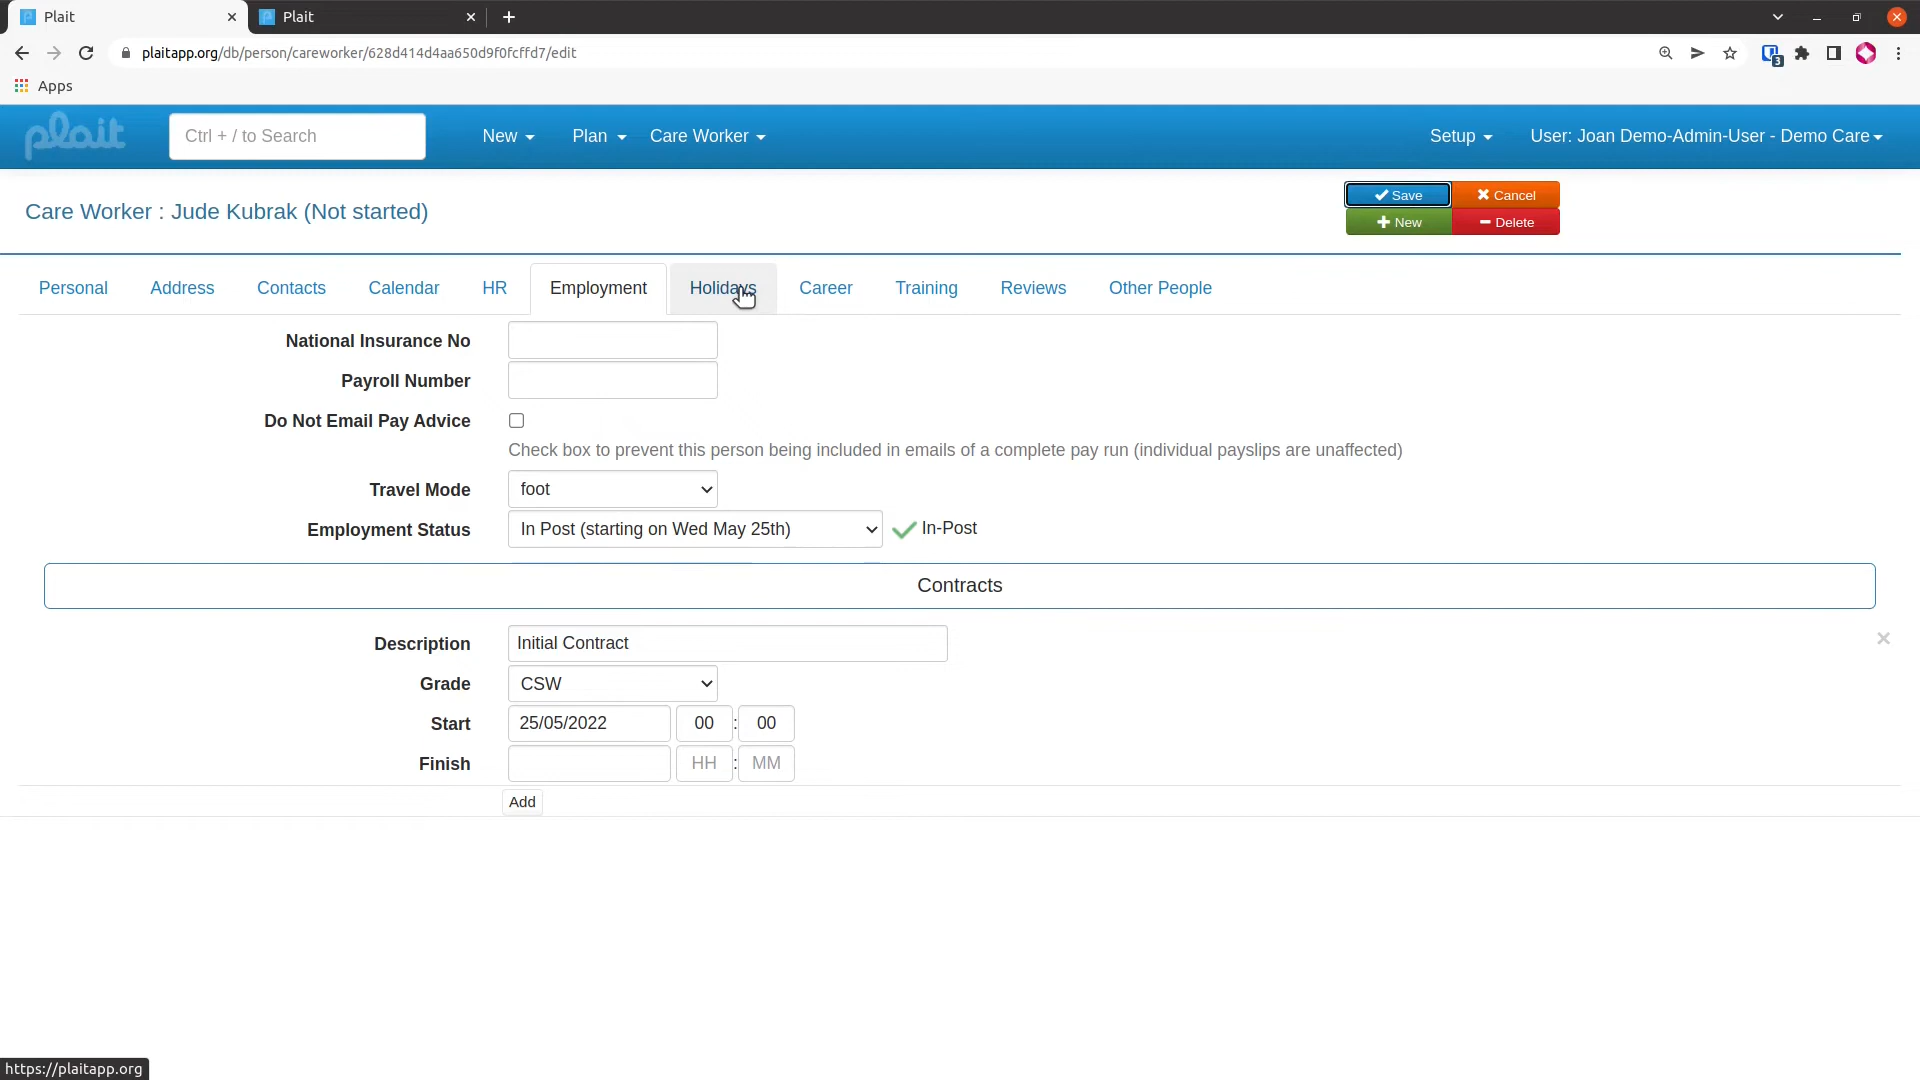 Plait
Plait
plaitapp.org/db/person/careworker/628d414d4aa650d9f0fcffd7/edit
3
Apps
plait
Ctrl + / to Search
New
Plan
Care Worker
Setup
User: Joan Demo-Admin-User - Demo Care
Care Worker : Jude Kubrak (Not started)
Save
Cancel
New
Delete
Personal
Address
Contacts
Calendar
HR
Employment
Holidays
Career
Training
Reviews
Other People
National Insurance No
Payroll Number
Do Not Email Pay Advice
Check box to prevent this person being included in emails of a complete pay run (individual payslips are unaffected)
Travel Mode foot
Employment Status In Post (starting on Wed May 25th) In-Post
Contracts
Description Initial Contract
Grade CSW
Start 25/05/2022 00 : 00
Finish HH : MM
Add
https://plaitapp.org